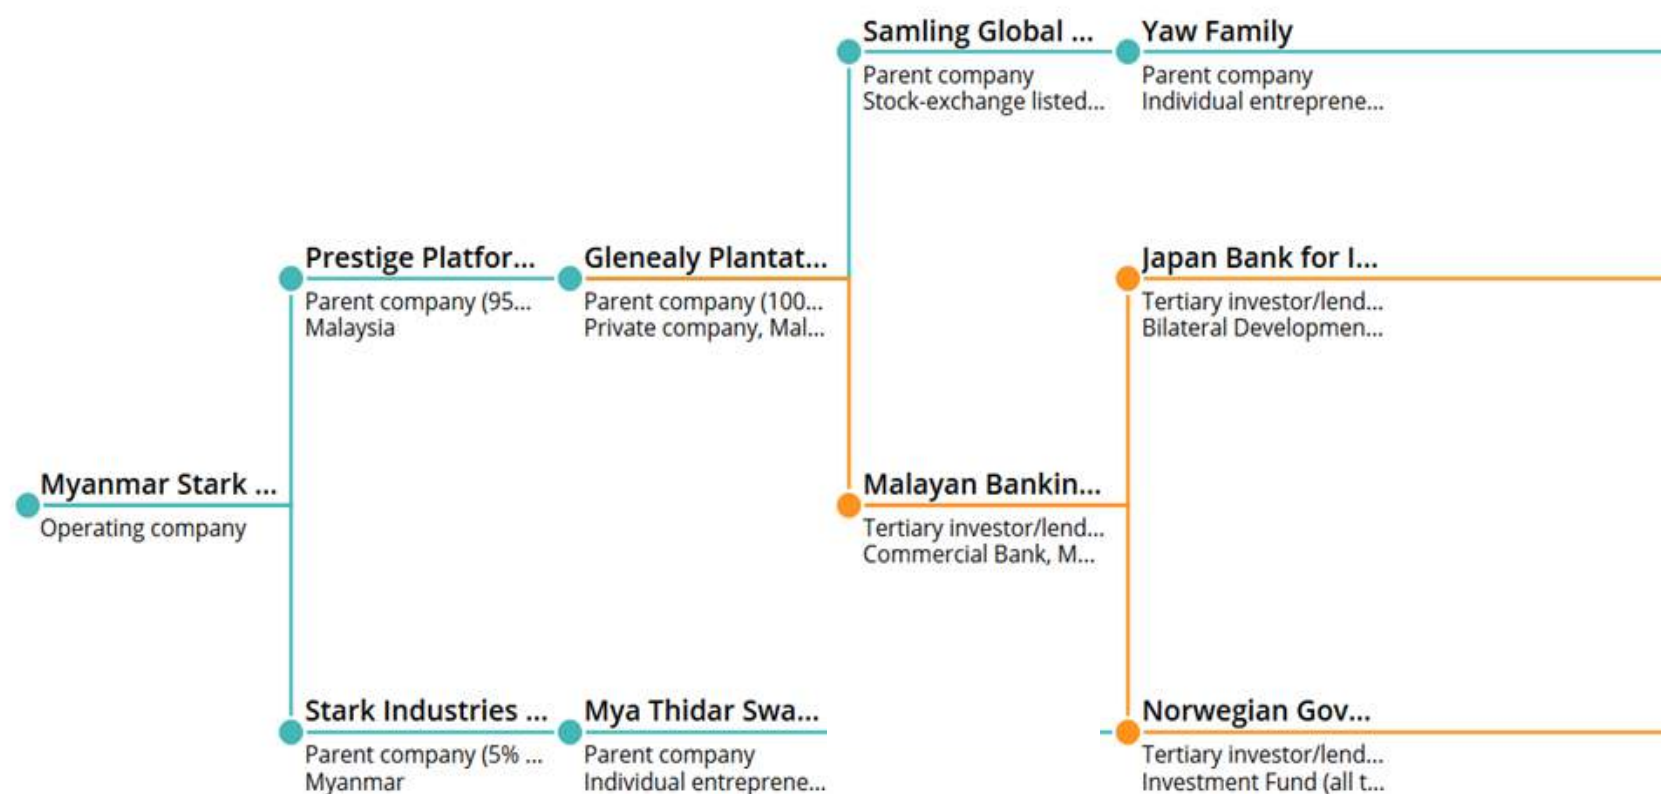 Samling Global ...
Parent company
Stock-exchange listed...
Yaw Family
Parent company
Individual entreprene...
Prestige Platfor...
Parent company (95...
Malaysia
Glenealy Plantat...
Parent company (100...
Private company, Mal...
Japan Bank for I...
Tertiary investor/lend...
Bilateral Developmen...
Myanmar Stark ...
Operating company
Malayan Bankin...
Tertiary investor/lend...
Commercial Bank, M...
Stark Industries ...
Parent company (5% ...
Myanmar
Mya Thidar Swa...
Parent company
Individual entreprene...
Norwegian Gov...
Tertiary investor/lend...
Investment Fund (all t...